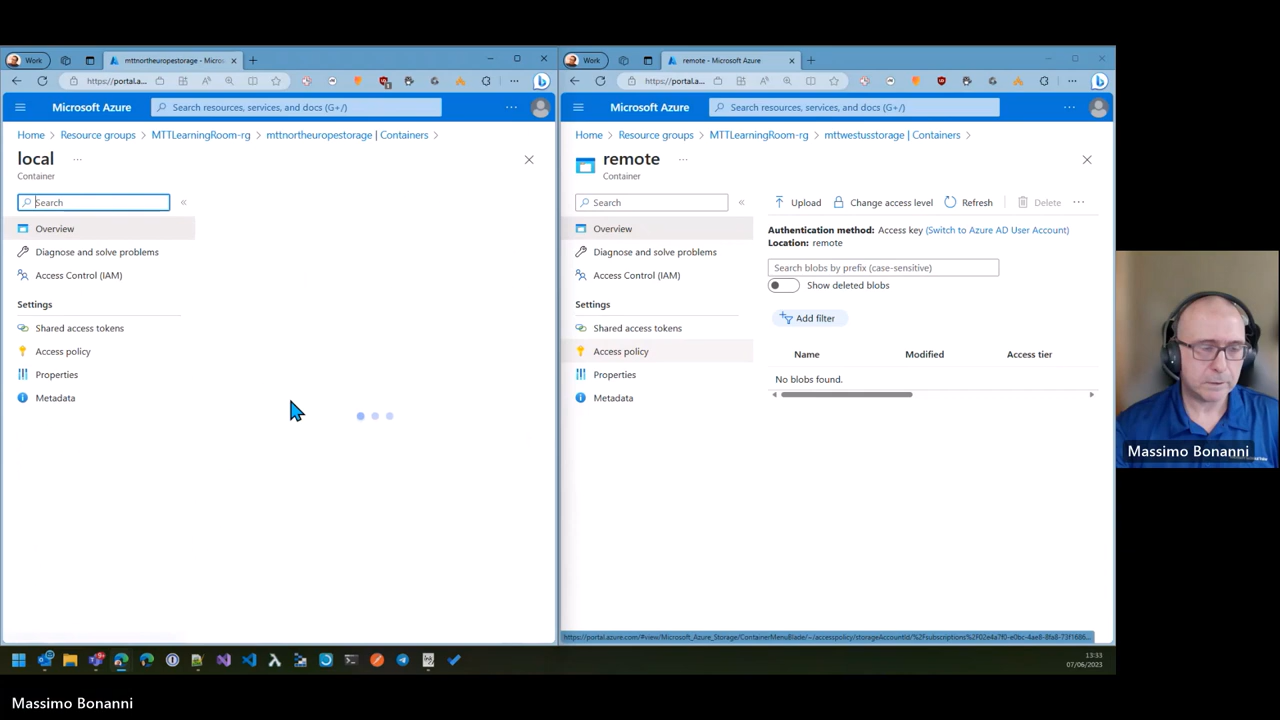 Work
mttnortheuropestorage - Micros
https://portal.a...
Microsoft Azure
Search resources, services, and docs (G+/)
Home > Resource groups > MTTLearningRoom-rg > mttnortheuropestorage | Containers >
local
Container
Search
Overview
Diagnose and solve problems
Access Control (IAM)
Settings
Shared access tokens
Access policy
Properties
Metadata
Work
remote - Microsoft Azure
https://portal.a...
Microsoft Azure
Search resources, services, and docs (G+/)
Home > Resource groups > MTTLearningRoom-rg > mttwestusstorage | Containers >
remote
Container
Search
Overview
Diagnose and solve problems
Access Control (IAM)
Settings
Shared access tokens
Access policy
Properties
Metadata
Upload Change access level Refresh Delete
Authentication method: Access key (Switch to Azure AD User Account)
Location: remote
Search blobs by prefix (case-sensitive)
Show deleted blobs
Add filter
Name Modified Access tier
No blobs found.
13:33
07/06/2023
Massimo Bonanni
Massimo Bonanni